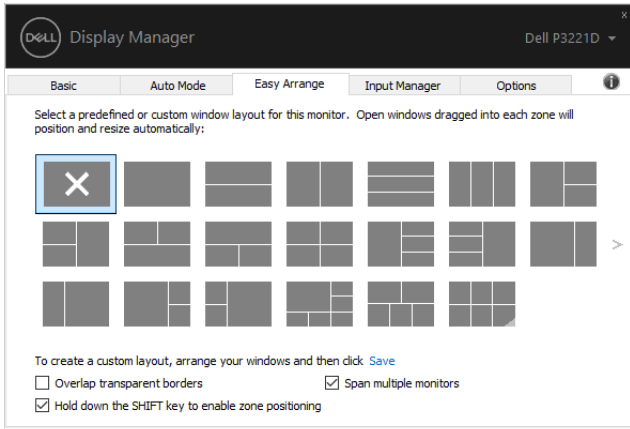 x
DELL Display Manager Dell P3221D
Basic Auto Mode Easy Arrange Input Manager Options i
Select a predefined or custom window layout for this monitor. Open windows dragged into each zone will
position and resize automatically:
>
To create a custom layout, arrange your windows and then click Save
Overlap transparent borders Span multiple monitors
Hold down the SHIFT key to enable zone positioning